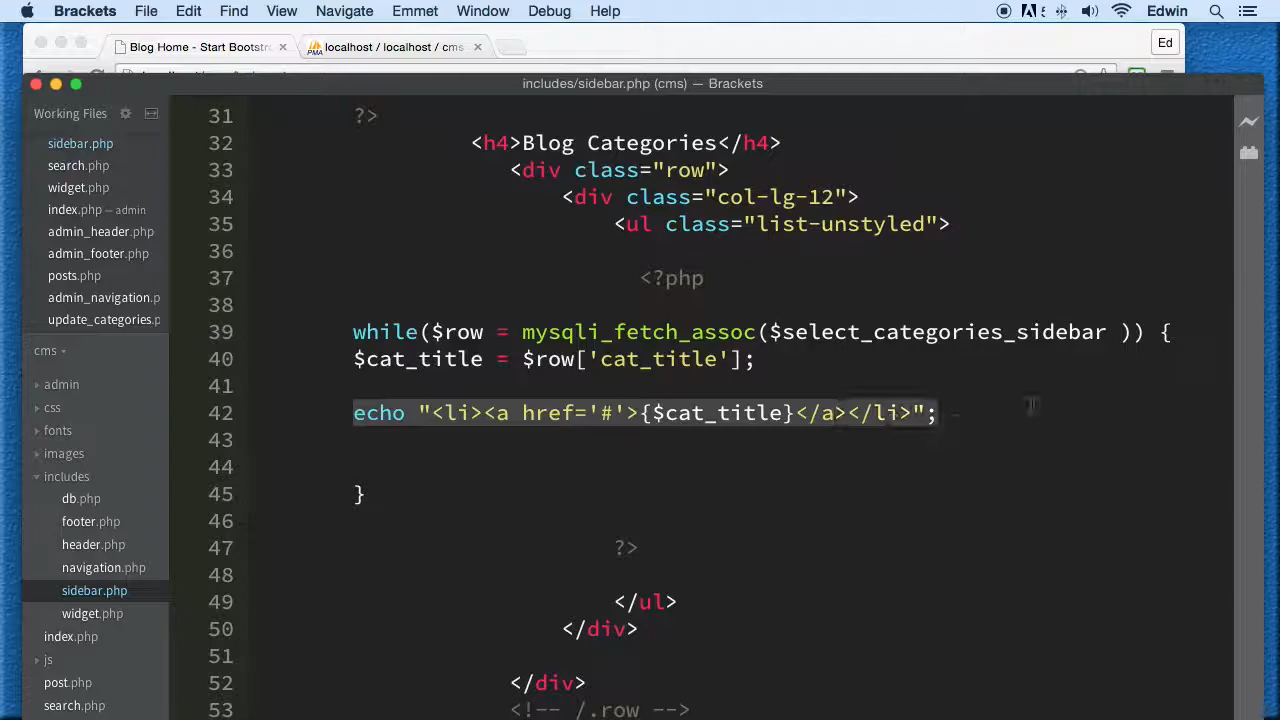 Brackets File Edit Find View Navigate Emmet Window Debug Help Edwin
Blog Home - Start Bootstr
localhost / localhost / cms
Ed
includes/sidebar.php (cms) — Brackets
Working Files
sidebar.php
search.php
widget.php
index.php — admin
admin_header.php
admin_footer.php
posts.php
admin_navigation.p
update_categories.p
cms
admin
css
fonts
images
includes
db.php
footer.php
header.php
navigation.php
sidebar.php
widget.php
index.php
js
post.php
search.php
31 ?>
32 <h4>Blog Categories</h4>
33 <div class="row">
34 <div class="col-lg-12">
35 <ul class="list-unstyled">
36
37 <?php
38
39 while($row = mysqli_fetch_assoc($select_categories_sidebar )) {
40 $cat_title = $row['cat_title'];
41
42 echo "<li><a href='#'>{$cat_title}</a></li>";
43
44
45 }
46
47 ?>
48
49 </ul>
50 </div>
51
52 </div>
53 <!-- /.row -->